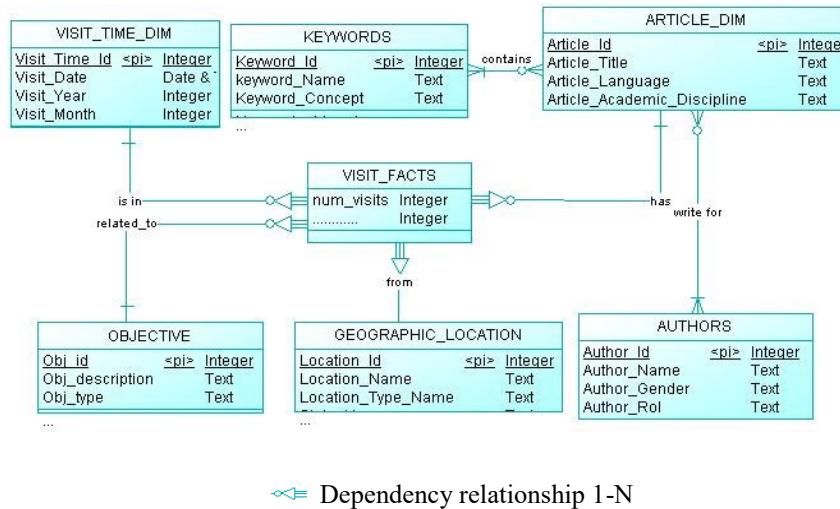 VISIT_TIME_DIM
Visit_Time_Id <pi> Integer
Visit_Date Date &
Visit_Year Integer
Visit_Month Integer
KEYWORDS
Keyword_Id <pi> Integer
keyword_Name Text
Keyword_Concept Text
...
contains
ARTICLE_DIM
Article_Id <pi> Integer
Article_Title Text
Article_Language Text
Article_Academic_Discipline Text
VISIT_FACTS
num_visits Integer
............ Integer
is in
related_to
has
write for
from
OBJECTIVE
Obj_id <pi> Integer
Obj_description Text
Obj_type Text
...
GEOGRAPHIC_LOCATION
Location_Id <pi> Integer
Location_Name Text
Location_Type_Name Text
...
AUTHORS
Author_Id <pi> Integer
Author_Name Text
Author_Gender Text
Author_Rol Text
Dependency relationship 1-N